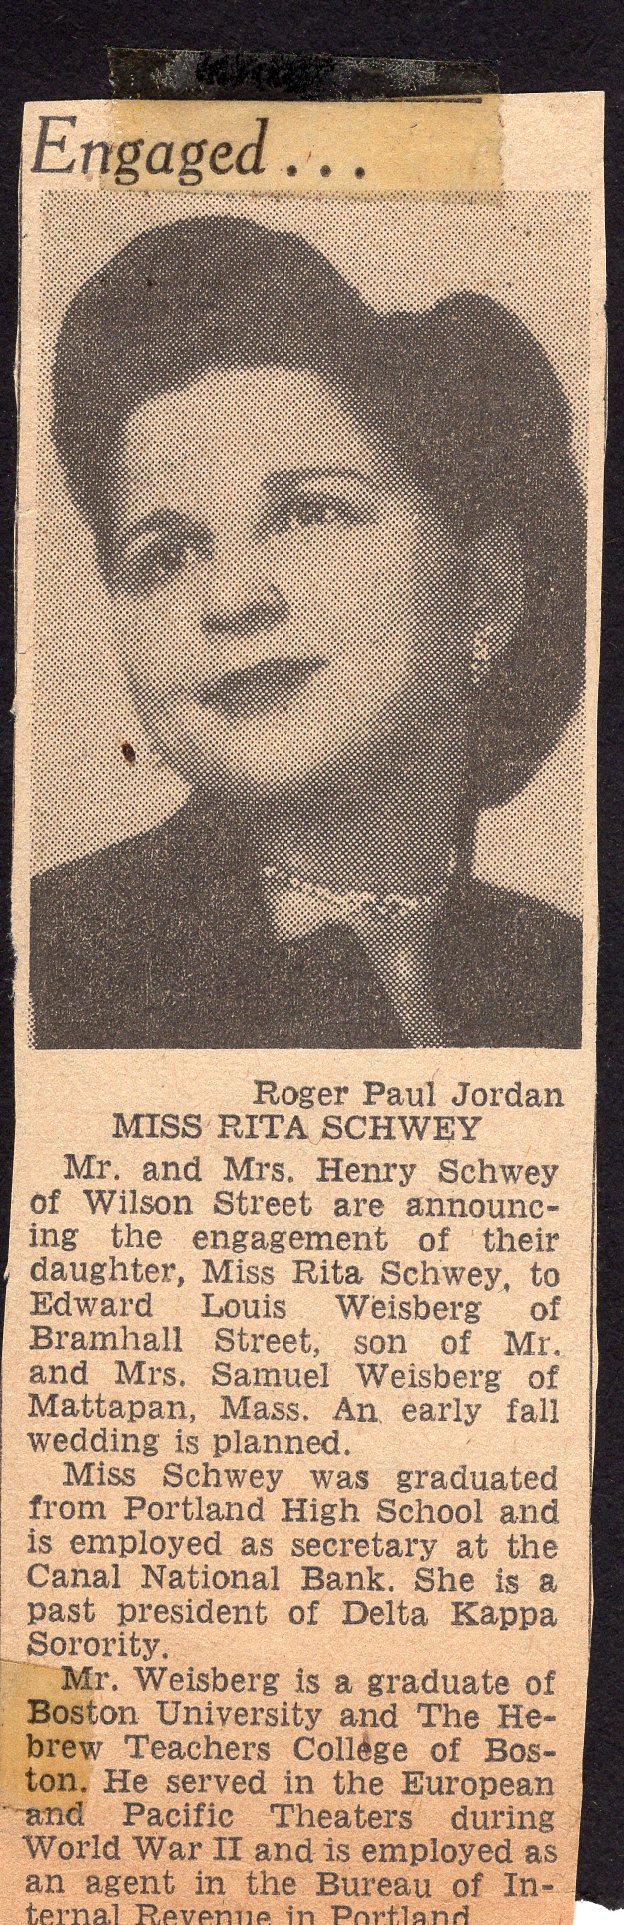 Engaged...
Roger Paul Jordan
MISS RITA SCHWEY
Mr. and Mrs. Henry Schwey
of Wilson Street are announc-
ing the engagement of their
daughter, Miss Rita Schwey, to
Edward Louis Weisberg of
Bramhall Street, son of Mr.
and Mrs. Samuel Weisberg of
Mattapan, Mass. An early fall
wedding is planned.
Miss Schwey was graduated
from Portland High School and
is employed as secretary at the
Canal National Bank. She is a
past president of Delta Kappa
Sorority.
Mr. Weisberg is a graduate of
Boston University and The He-
brew Teachers College of Bos-
ton. He served in the European
and Pacific Theaters during
World War II and is employed as
an agent in the Bureau of In-
ternal Revenue in Portland